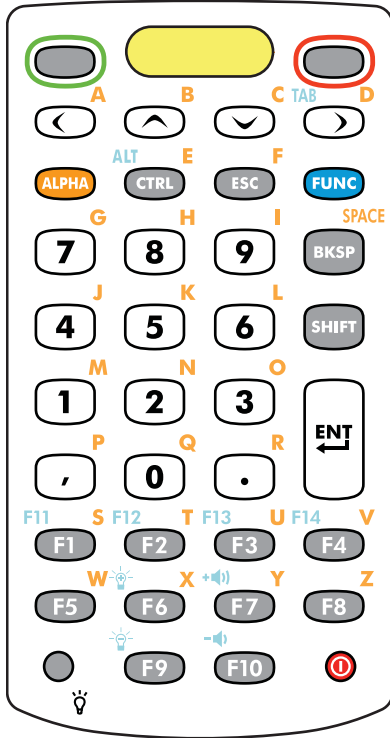 A B C TAB D
ALT E F
ALPHA CTRL ESC FUNC
G H I SPACE
7 8 9 BKSP
J K L
4 5 6 SHIFT
M N O
1 2 3 ENT
P Q R
, 0 .
F11 S F12 T F13 U F14 V
F1 F2 F3 F4
W X + Y Z
F5 F6 F7 F8
-
F9 F10